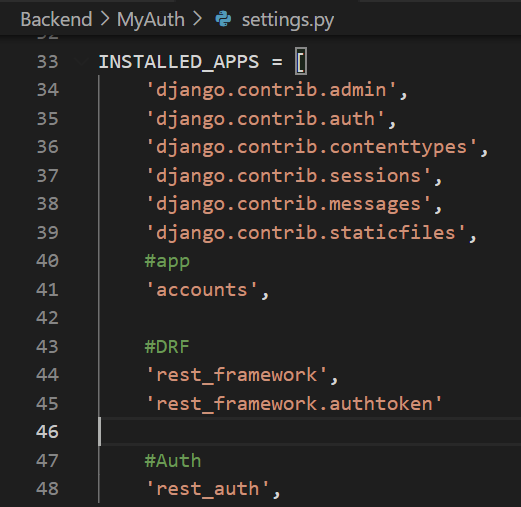 Backend > MyAuth > settings.py
32
33 INSTALLED_APPS = [
34     'django.contrib.admin',
35     'django.contrib.auth',
36     'django.contrib.contenttypes',
37     'django.contrib.sessions',
38     'django.contrib.messages',
39     'django.contrib.staticfiles',
40     #app
41     'accounts',
42
43     #DRF
44     'rest_framework',
45     'rest_framework.authtoken'
46
47     #Auth
48     'rest_auth',